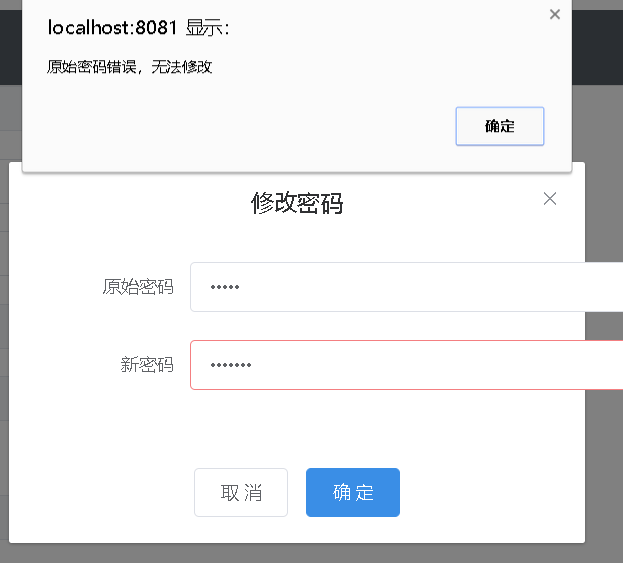 localhost:8081 显示：
原始密码错误，无法修改
确定
修改密码
原始密码 •••••
新密码 •••••••
取 消 确 定